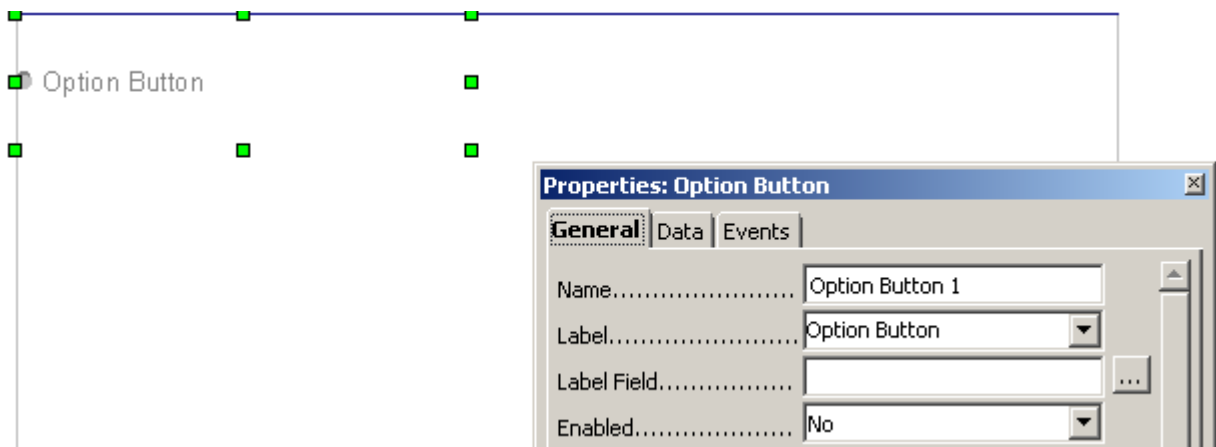 Option Button
Properties: Option Button
General Data Events
Name....................... Option Button 1
Label........................ Option Button
Label Field................. ...
Enabled.................... No